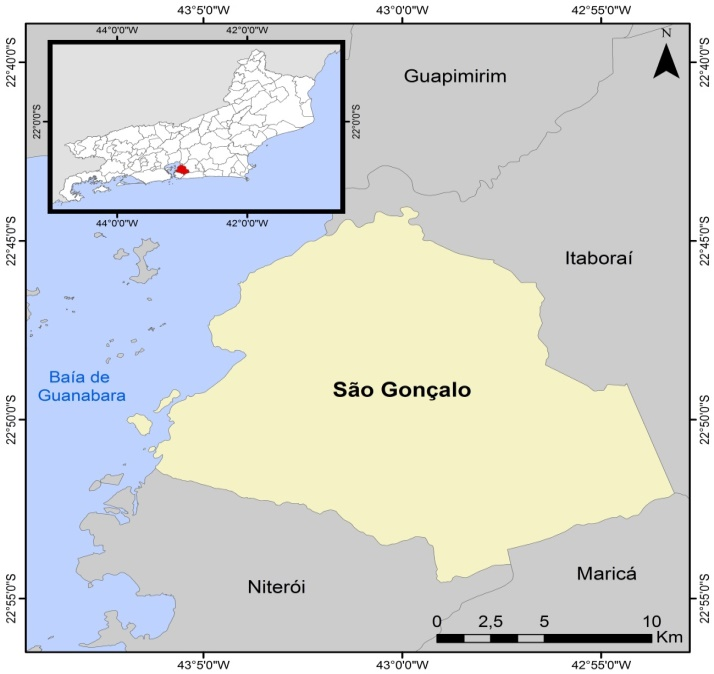 43°5'0"W 43°0'0"W 42°55'0"W
44°0'0"W 42°0'0"W
N
22°40'0"S 22°40'0"S
Guapimirim
22°0'0"S 22°0'0"S
44°0'0"W 42°0'0"W
22°45'0"S 22°45'0"S
Itaboraí
Baía de
Guanabara
São Gonçalo
22°50'0"S 22°50'0"S
Niterói
Maricá
22°55'0"S 22°55'0"S
0 2,5 5 10
Km
43°5'0"W 43°0'0"W 42°55'0"W